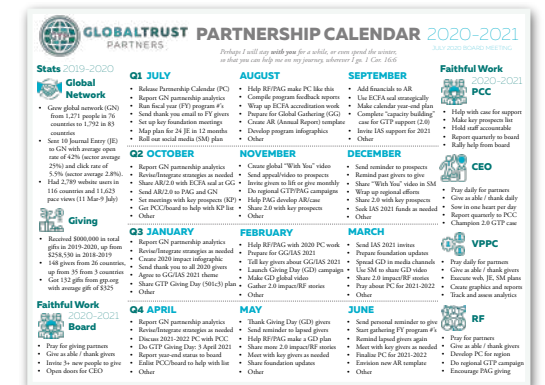 GTP
GLOBALTRUST
PARTNERS
PARTNERSHIP CALENDAR 2020-2021
JULY 2020 BOARD MEETING
Perhaps I will stay with you for a while, or even spend the winter,
so that you can help me on my journey, wherever I go. 1 Cor. 16:6
Stats 2019-2020
Global
Network
• Grew global network (GN)
from 1,271 people in 76
countries to 1,792 in 83
countries
• Sent 10 Journal Entry (JE)
to GN with average open
rate of 42% (sector average
25%) and click rate of
5.5% (sector average 2.8%).
• Had 2,789 website users in
116 countries and 11,623
pace views (11 Mar-9 July)
Giving
• Received $000,000 in total
gifts in 2019-2020, up from
$258,530 in 2018-2019
• 148 givers from 26 countries,
up from 35 from 3 countries
• Got 132 gifts from gtp.org
with average gift of $325
Faithful Work
2020-2021
Board
• Pray for giving partners
• Give as able / thank givers
• Invite 3+ new people to give
• Open doors for CEO
Q1 JULY
• Release Partnership Calendar (PC)
• Report GN partnership analytics
• Run fiscal year (FY) program #'s
• Send thank you email to FY givers
• Set up key foundation meetings
• Map plan for 24 JE in 12 months
• Roll out social media (SM) plan
AUGUST
• Help RF/PAG make PC like this
• Compile program feedback reports
• Wrap up ECFA accreditation work
• Prepare for Global Gathering (GG)
• Create AR (Annual Report) template
• Develop program infographics
• Other
SEPTEMBER
• Add financials to AR
• Use ECFA seal strategically
• Make calendar year-end plan
• Complete "capacity building"
case for GTP support (2.0)
• Invite IAS support for 2021
• Other
Q2 OCTOBER
• Report GN partnership analytics
• Revise/Integrate strategies as needed
• Share AR/2.0 with ECFA seal at GG
• Send AR/2.0 to PAG and GN
• Set meetings with key prospects (KP)
• Get PCC/board to help with KP list
• Other
NOVEMBER
• Create global "With You" video
• Send appeal/video to prospects
• Invite givers to lift or give monthly
• Do regional GTP/PAG campaigns
• Help PAG develop AR/case
• Share 2.0 with key prospects
• Other
DECEMBER
• Send reminder to prospects
• Remind past givers to give
• Share "With You" video in SM
• Wrap up regional efforts
• Share 2.0 with key prospects
• Seek IAS 2021 funds as needed
• Other
Q3 JANUARY
• Report GN partnership analytics
• Revise/Integrate strategies as needed
• Create 2020 impact infographic
• Send thank you to all 2020 givers
• Agree to GG/IAS 2021 theme
• Share GTP Giving Day (501c3) plan
• Other
FEBRUARY
• Help RF/PAG with 2020 PC work
• Prepare for GG/IAS 2021
• Tell key givers about GG/IAS 2021
• Launch Giving Day (GD) campaign
• Make GD global video
• Gather 2.0 impact/RF stories
• Other
MARCH
• Send IAS 2021 invites
• Prepare foundation updates
• Spread GD in media channels
• Use SM to share GD video
• Share 2.0 impact/RF stories
• Pray about PC for 2021-2022
• Other
Q4 APRIL
• Report GN partnership analytics
• Revise/Integrate strategies as needed
• Discuss 2021-2022 PC with PCC
• Do GTP Giving Day: 3 April 2021
• Report year-end status to board
• Enlist PCC/board to help with list
• Other
MAY
• Thank Giving Day (GD) givers
• Send reminder to lapsed givers
• Help RF/PAG make a GD plan
• Share more 2.0 impact/RF stories
• Meet with key givers as needed
• Share foundation updates
• Other
JUNE
• Send personal reminder to give
• Start gathering FY program #'s
• Remind lapsed givers again
• Meet with key givers as needed
• Finalize PC for 2021-2022
• Envision new AR template
• Other
Faithful Work
2020-2021
PCC
• Help with case for support
• Make key prospects list
• Hold staff accountable
• Report quarterly to board
• Rally help from board
CEO
• Pray daily for partners
• Give as able / thank daily
• Sow in one heart per day
• Report quarterly to PCC
• Champion 2.0 GTP case
VPPC
• Pray daily for partners
• Give as able / thank givers
• Execute web, JE, SM plans
• Create graphics and reports
• Track and assess analytics
RF
• Pray for partners
• Give as able / thank givers
• Develop PC for region
• Do regional GTP campaign
• Encourage PAG giving